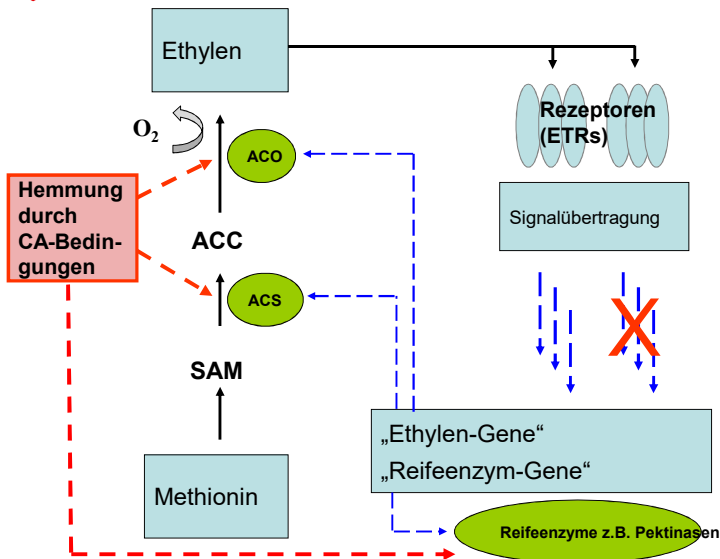 Ethylen
O2
ACO
Rezeptoren
(ETRs)
Hemmung
durch
CA-Bedin-
gungen
Signalübertragung
ACC
ACS
SAM
X
„Ethylen-Gene“
„Reifeenzym-Gene“
Methionin
Reifeenzyme z.B. Pektinasen